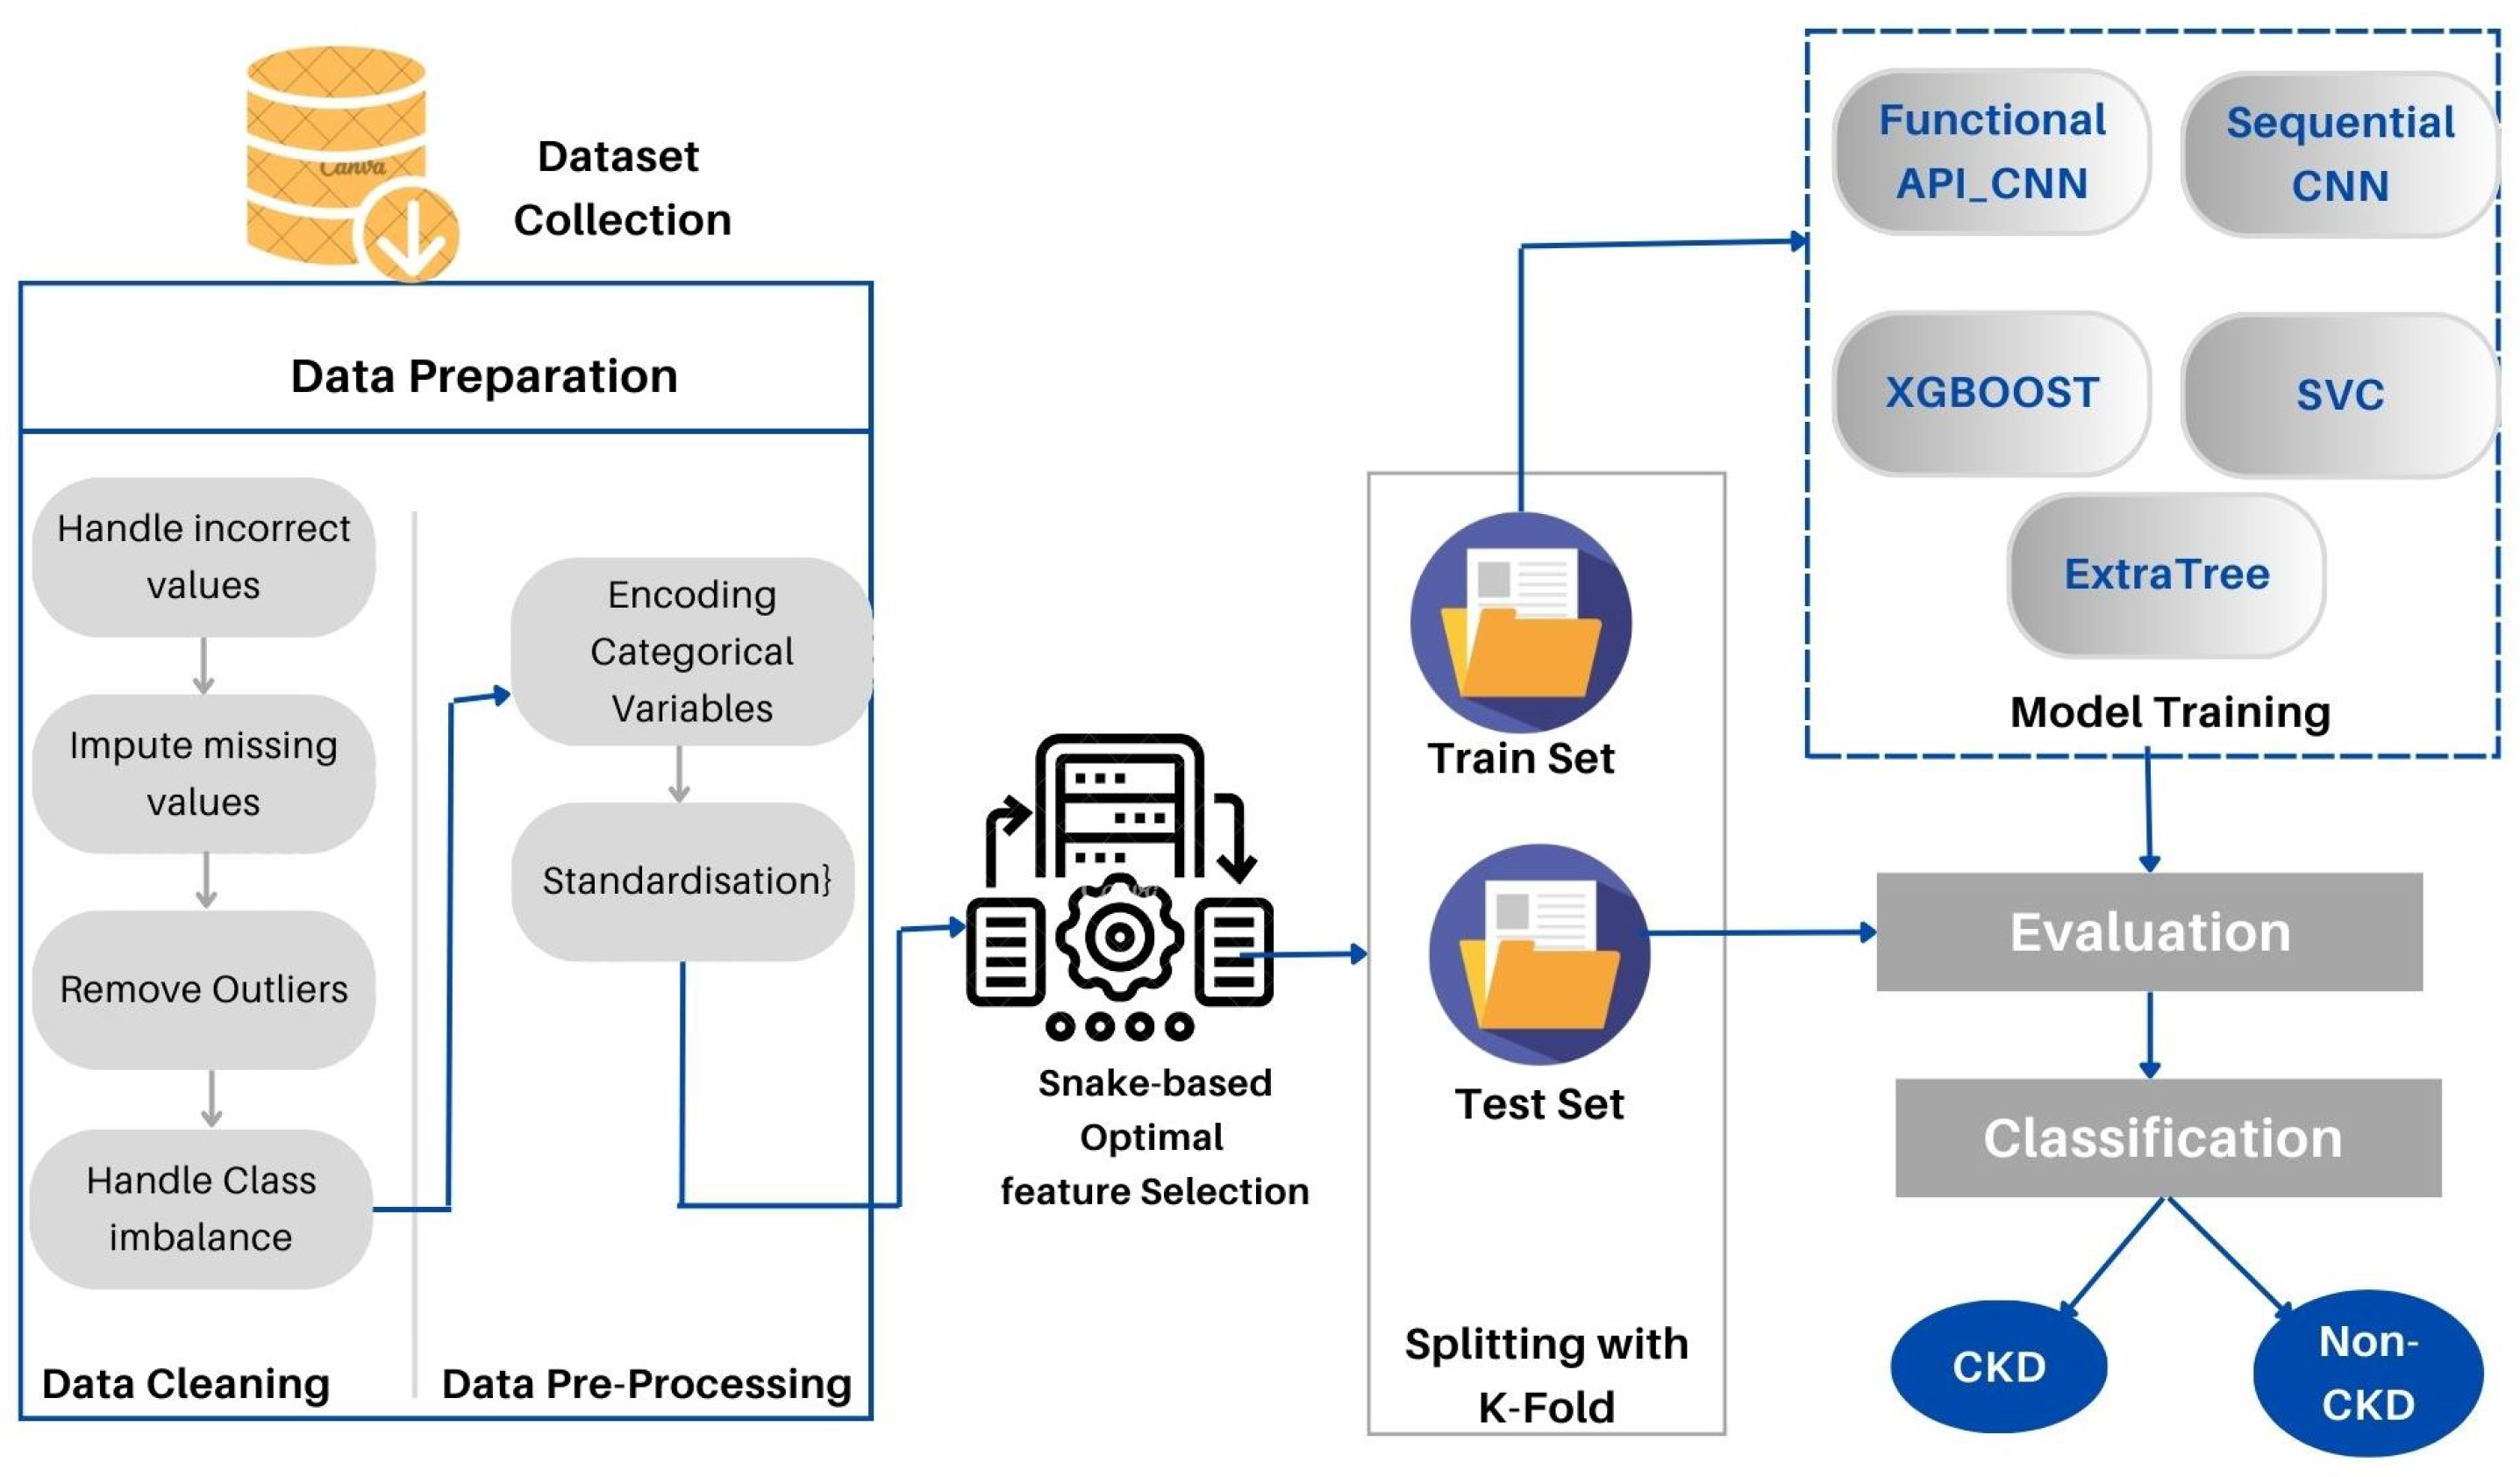 Canva
Dataset
Collection
Data Preparation
Handle incorrect
values
Impute missing
values
Remove Outliers
Handle Class
imbalance
Data Cleaning
Encoding
Categorical
Variables
Standardisation}
Data Pre-Processing
Snake-based
Optimal
feature Selection
Train Set
Test Set
Splitting with
K-Fold
Functional
API_CNN
Sequential
CNN
XGBOOST
SVC
ExtraTree
Model Training
Evaluation
Classification
CKD
Non-
CKD